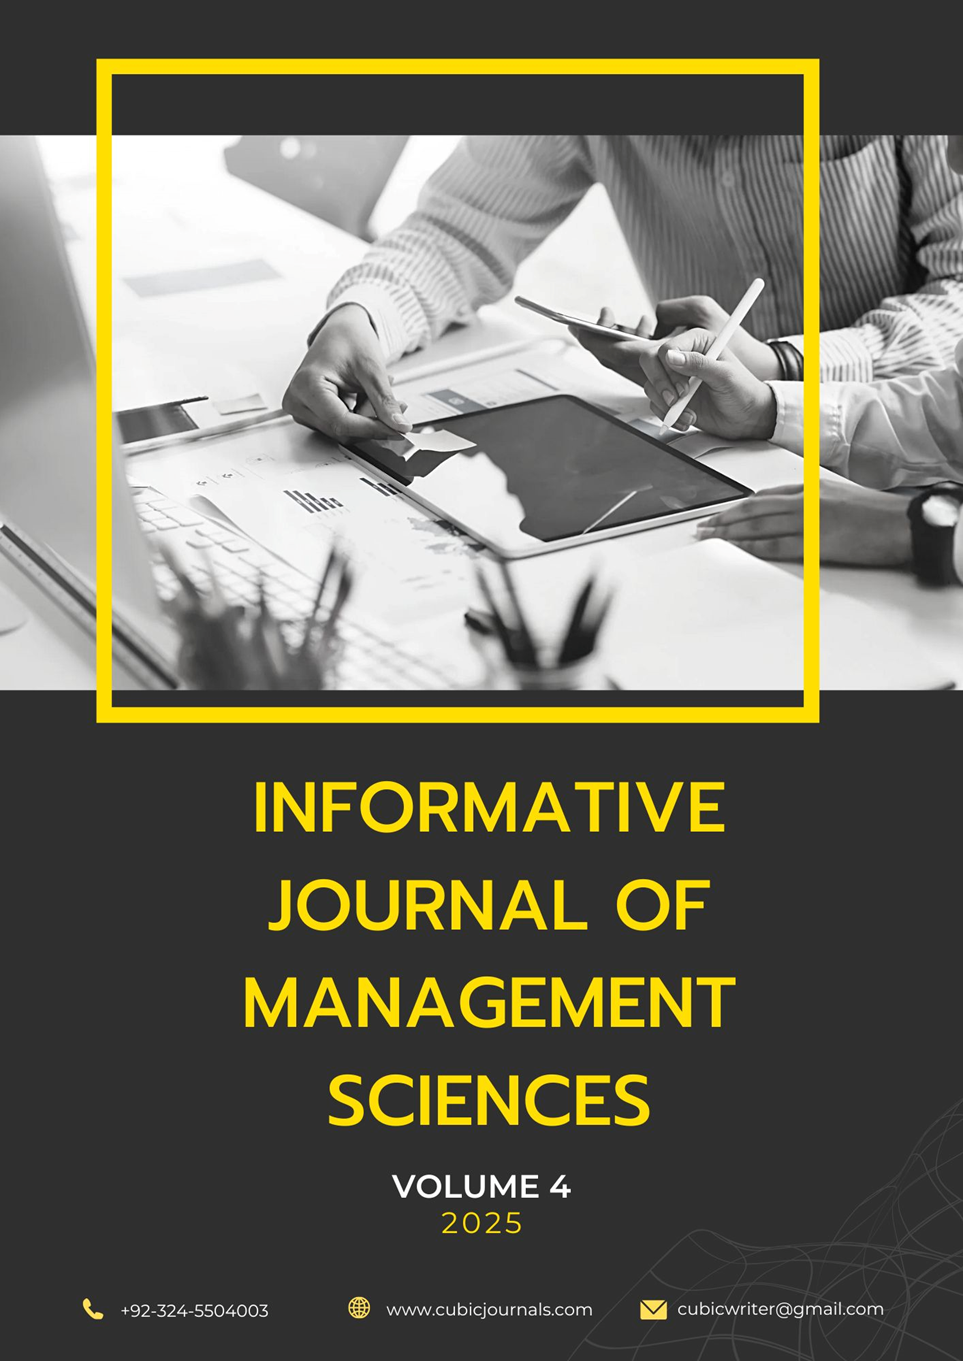 INFORMATIVE
JOURNAL OF
MANAGEMENT
SCIENCES
VOLUME 4
2025
+92-324-5504003
www.cubicjournals.com
cubicwriter@gmail.com